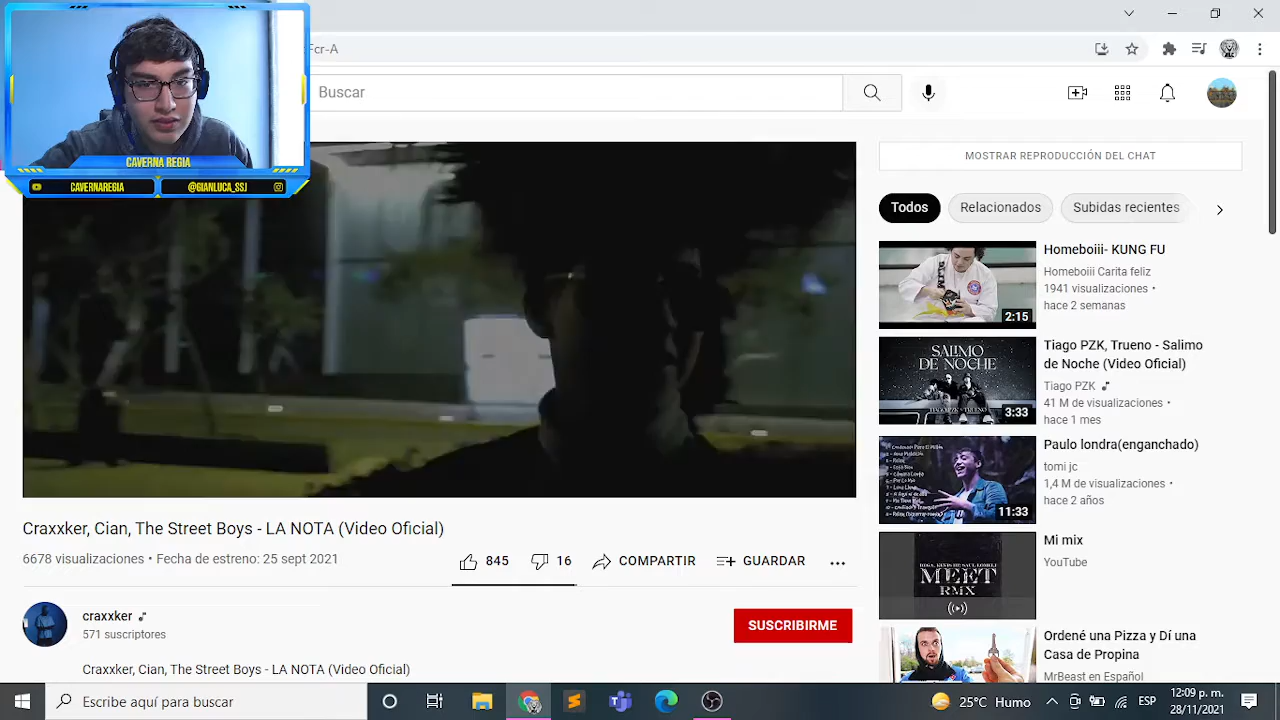 Fcr-A
Buscar
CAVERNA REGIA
CAVERNAREGIA
@GIANLUCA_SSJ
MOSTRAR REPRODUCCIÓN DEL CHAT
Todos
Relacionados
Subidas recientes
Homeboiii- KUNG FU
Homeboiii Carita feliz
1941 visualizaciones •
hace 2 semanas
2:15
SALIMO
DE NOCHE
TIAGO PZK Y TRUENO
3:33
Tiago PZK, Trueno - Salimo
de Noche (Video Oficial)
Tiago PZK
41 M de visualizaciones •
hace 1 mes
11:33
Paulo londra(enganchado)
tomi jc
1,4 M de visualizaciones •
hace 2 años
MEET
RMX
Mi mix
YouTube
Ordené una Pizza y Dí una
Casa de Propina
MrBeast en Español
Craxxker, Cian, The Street Boys - LA NOTA (Video Oficial)
6678 visualizaciones • Fecha de estreno: 25 sept 2021
845
16
COMPARTIR
GUARDAR
craxxker
571 suscriptores
SUSCRIBIRME
Craxxker, Cian, The Street Boys - LA NOTA (Video Oficial)
Escribe aquí para buscar
25°C Humo
ESP
12:09 p. m.
28/11/2021